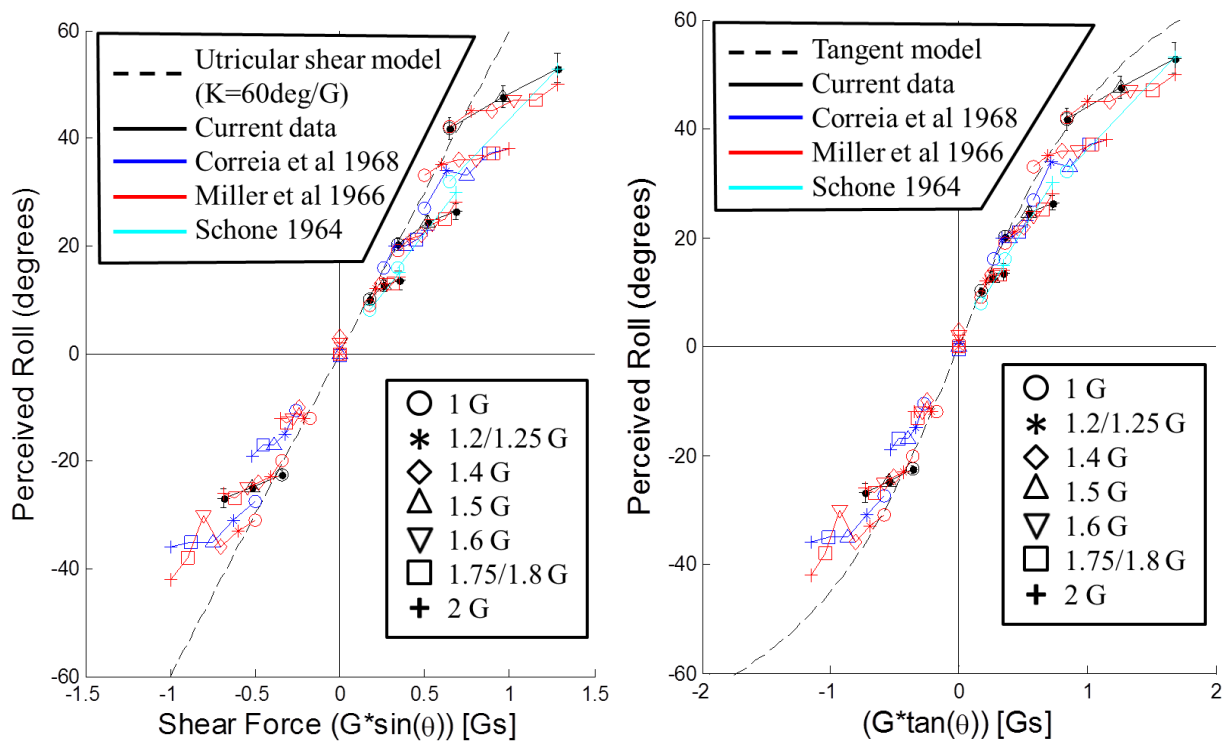 60
40
20
0
-20
-40
-60
Perceived Roll (degrees)
-1.5
-1
-0.5
0
0.5
1
1.5
Shear Force (G*sin(θ)) [Gs]
Utricular shear model
(K=60deg/G)
Current data
Correia et al 1968
Miller et al 1966
Schone 1964
1 G
1.2/1.25 G
1.4 G
1.5 G
1.6 G
1.75/1.8 G
2 G
60
40
20
0
-20
-40
-60
Perceived Roll (degrees)
-2
-1
0
1
2
(G*tan(θ)) [Gs]
Tangent model
Current data
Correia et al 1968
Miller et al 1966
Schone 1964
1 G
1.2/1.25 G
1.4 G
1.5 G
1.6 G
1.75/1.8 G
2 G